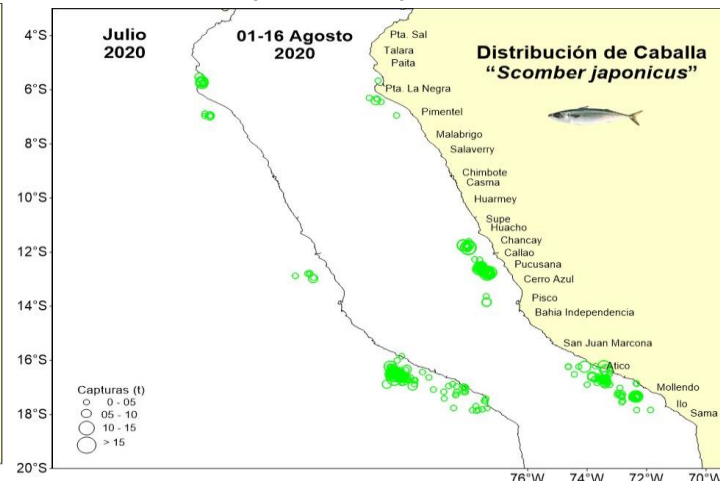 Julio
2020
01-16 Agosto
2020
Distribución de Caballa
“Scomber japonicus”
4°S
6°S
8°S
10°S
12°S
14°S
16°S
18°S
20°S
Pta. Sal
Talara
Paita
Pta. La Negra
Pimentel
Malabrigo
Salaverry
Chimbote
Casma
Huarmey
Supe
Huacho
Chancay
Callao
Pucusana
Cerro Azul
Pisco
Bahia Independencia
San Juan Marcona
Atico
Mollendo
Ilo
Sama
Capturas (t)
0 - 05
05 - 10
10 - 15
> 15
76°W 74°W 72°W 70°W